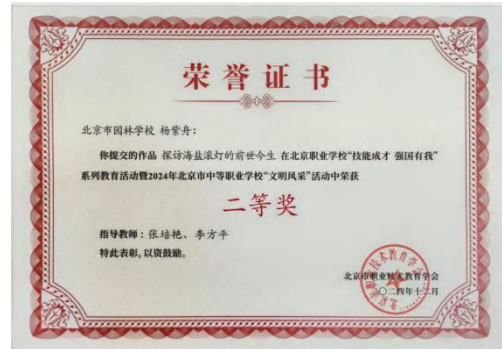 荣誉证书
北京市园林学校 杨紫舟：
你提交的作品 探访海盐滚灯的前世今生 在北京职业学校“技能成才 强国有我”
系列教育活动暨2024年北京市中等职业学校“文明风采”活动中荣获
二等奖
指导教师：张培艳、李方平
特此表彰，以资鼓励。
北京市职业技术教育学会
二〇二四年十二月